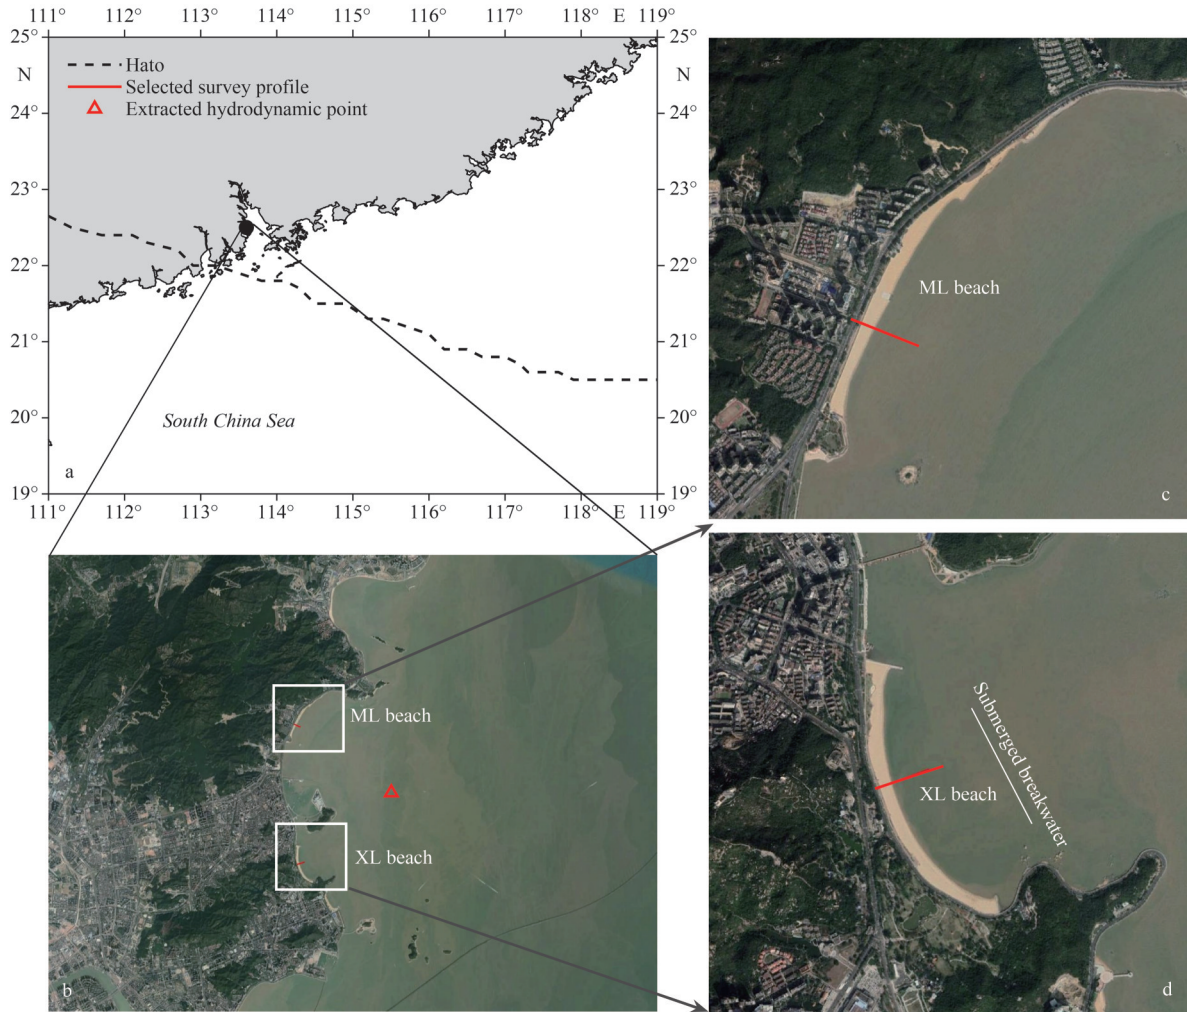 111° 112° 113° 114° 115° 116° 117° 118° E 119°
25° 25°
N N
Hato
Selected survey profile
Extracted hydrodynamic point
24° 24°
23° 23°
22° 22°
21° 21°
20° 20°
South China Sea
a
19° 19°
111° 112° 113° 114° 115° 116° 117° 118° E 119°
ML beach
XL beach
b
ML beach
c
Submerged breakwater
XL beach
d